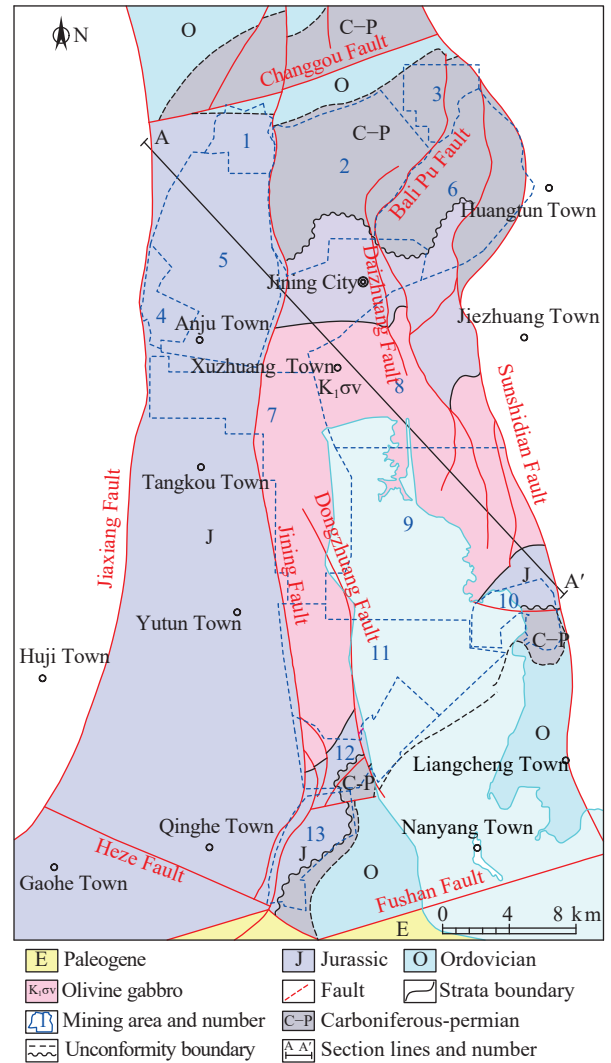 N
O
C–P
Changgou Fault
O
A
1
C–P
2
3
Bali Pu Fault
6
Huangtun Town
5
Jining City
Daizhuang Fault
4
Anju Town
Jiezhuang Town
Xuzhuang Town
K₁σν
8
7
Sunshidian Fault
Tangkou Town
9
Jiaxiang Fault
J
Jining Fault
Dongzhuang Fault
J
A′
10
Yutun Town
C–P
11
Huji Town
12
O
Liangcheng Town
C–P
Qinghe Town
13
J
Nanyang Town
Heze Fault
O
Gaohe Town
Fushan Fault
E
0 4 8 km
E Paleogene
J Jurassic
O Ordovician
K₁σν Olivine gabbro
Fault
Strata boundary
1 Mining area and number
C–P Carboniferous-permian
Unconformity boundary
A A′ Section lines and number